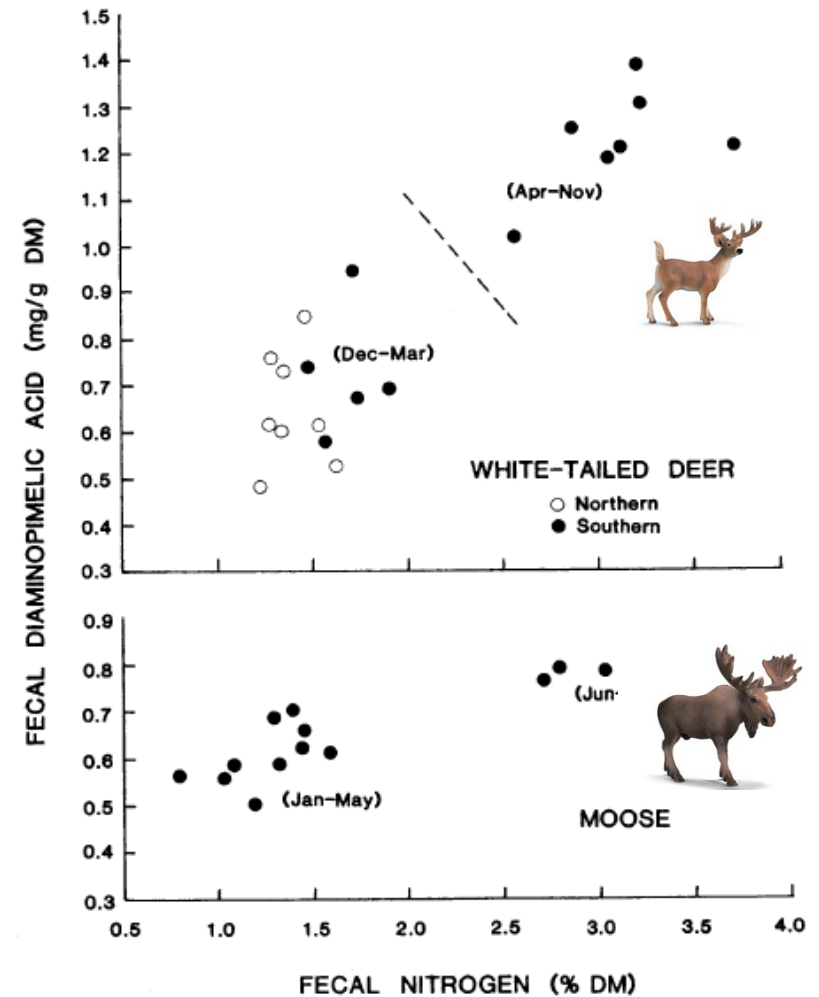 FECAL DIAMINOPIMELIC ACID (mg/g DM)
1.5
1.4
1.3
1.2
1.1
1.0
0.9
0.8
0.7
0.6
0.5
0.4
0.3
(Apr-Nov)
(Dec-Mar)
WHITE-TAILED DEER
Northern
Southern
0.9
0.8
0.7
0.6
0.5
0.4
0.3
(Jun-
(Jan-May)
MOOSE
0.5 1.0 1.5 2.0 2.5 3.0 3.5 4.0
FECAL NITROGEN (% DM)